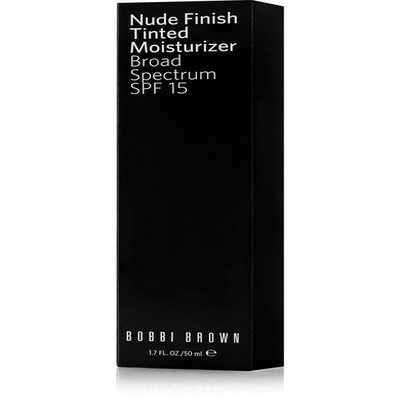 Nude Finish
Tinted
Moisturizer
Broad
Spectrum
SPF 15
BOBBI BROWN
1.7 FL. OZ./50 ml ℮